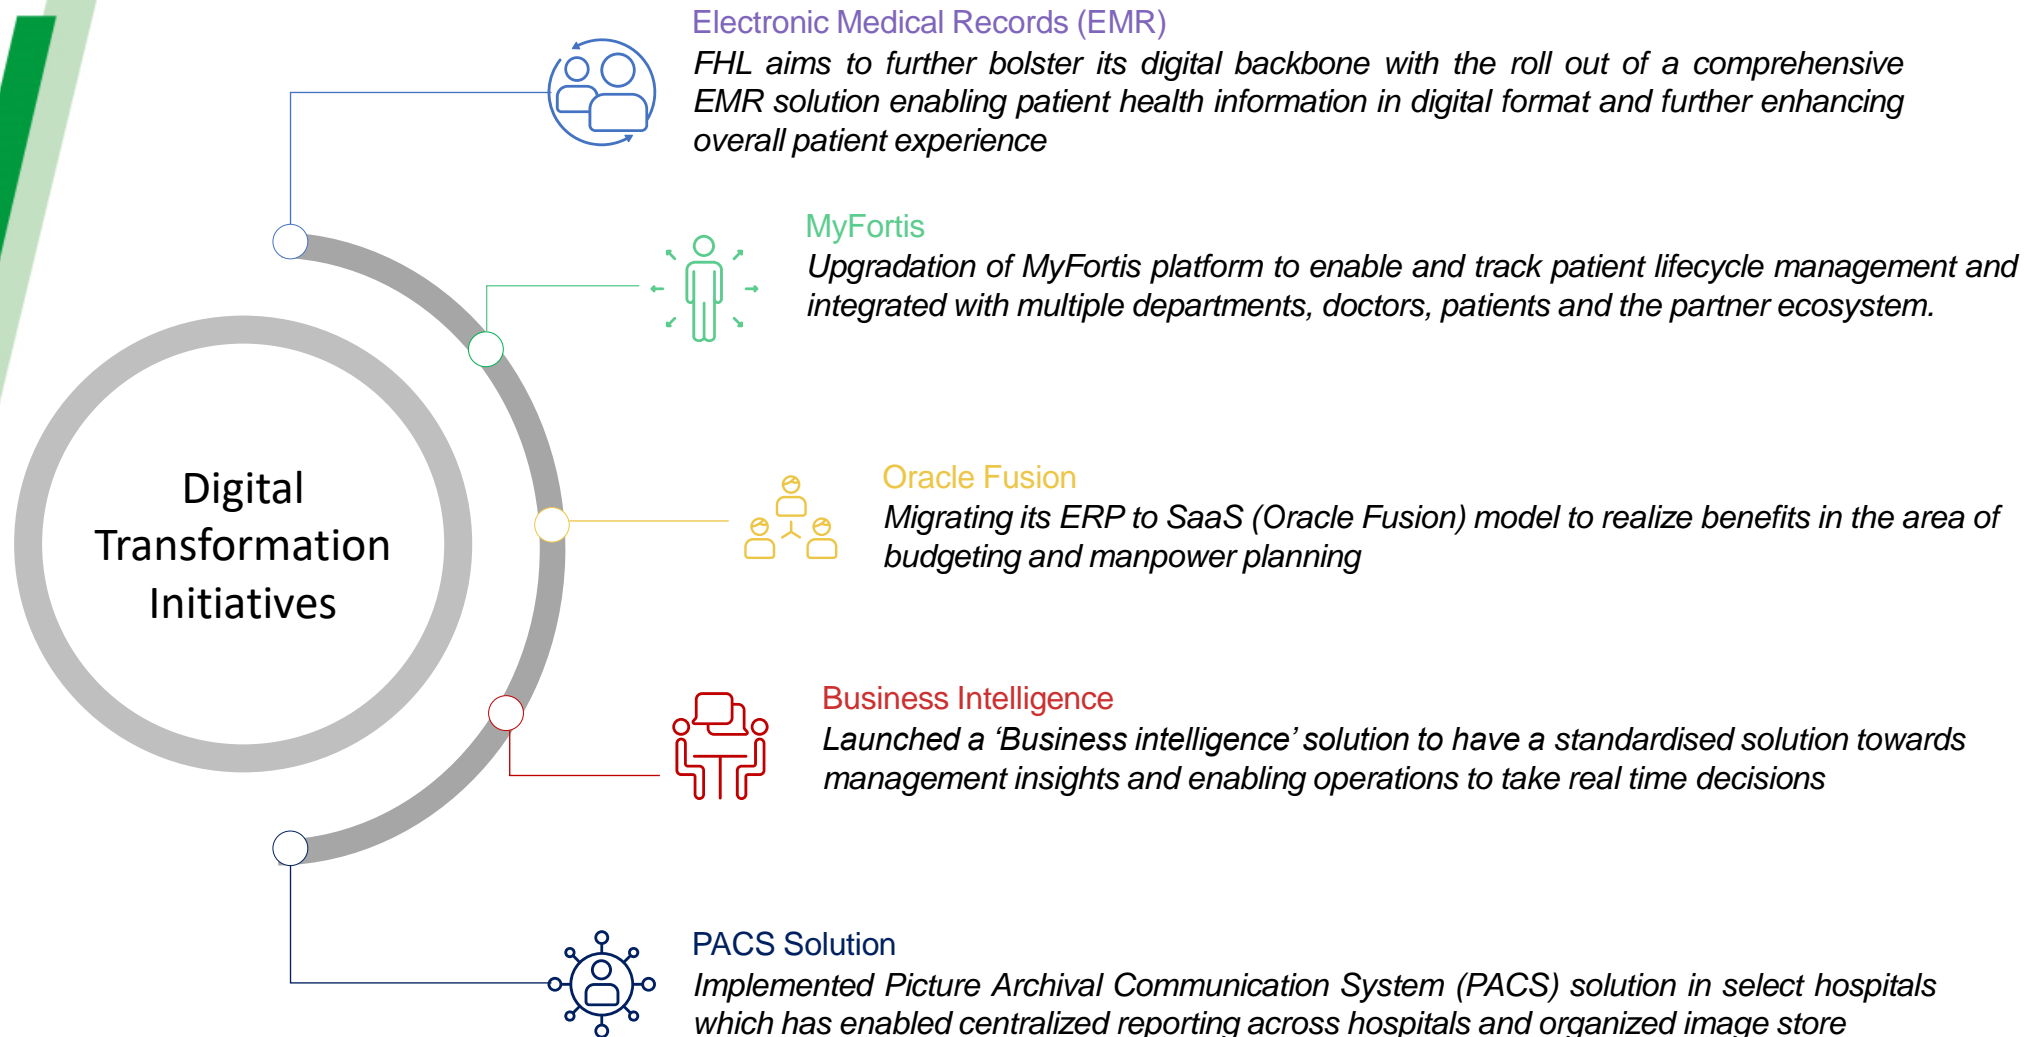 Electronic Medical Records (EMR)
FHL aims to further bolster its digital backbone with the roll out of a comprehensive
EMR solution enabling patient health information in digital format and further enhancing
overall patient experience
MyFortis
Upgradation of MyFortis platform to enable and track patient lifecycle management and
integrated with multiple departments, doctors, patients and the partner ecosystem.
Digital
Transformation
Initiatives
Oracle Fusion
Migrating its ERP to SaaS (Oracle Fusion) model to realize benefits in the area of
budgeting and manpower planning
Business Intelligence
Launched a ‘Business intelligence’ solution to have a standardised solution towards
management insights and enabling operations to take real time decisions
PACS Solution
Implemented Picture Archival Communication System (PACS) solution in select hospitals
which has enabled centralized reporting across hospitals and organized image store